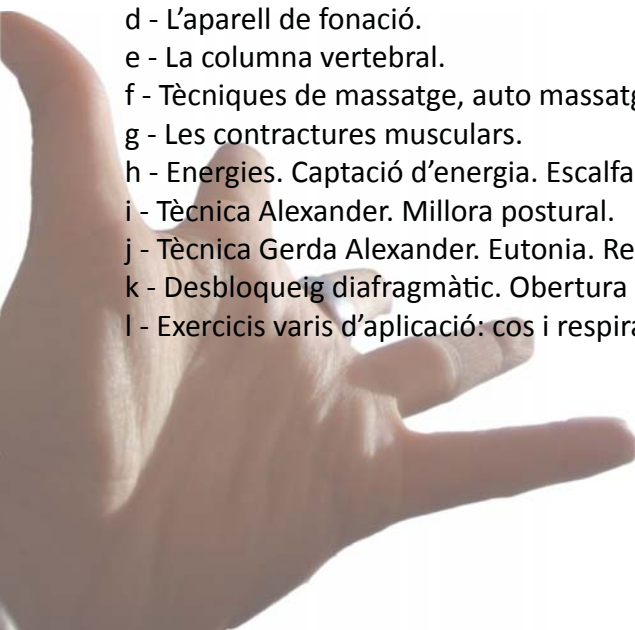 d - L’aparell de fonació.
e - La columna vertebral.
f - Tècniques de massatge, auto massatg
g - Les contractures musculars.
h - Energies. Captació d’energia. Escalfa
i - Tècnica Alexander. Millora postural.
j - Tècnica Gerda Alexander. Eutonia. Re
k - Desbloqueig diafragmàtic. Obertura
l - Exercicis varis d’aplicació: cos i respira